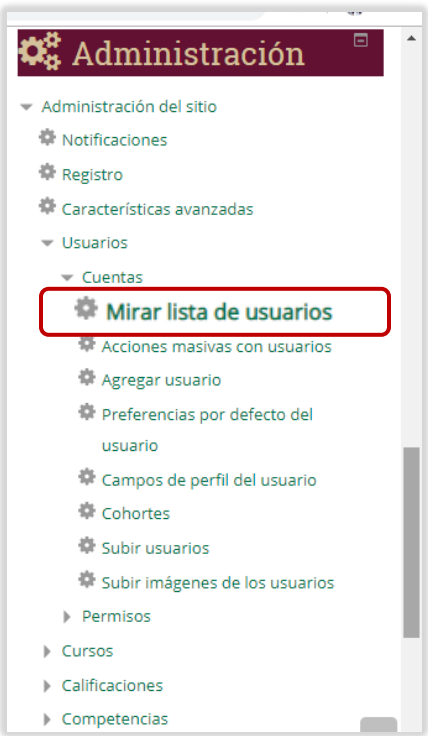 Administración
Administración del sitio
Notificaciones
Registro
Características avanzadas
Usuarios
Cuentas
Mirar lista de usuarios
Acciones masivas con usuarios
Agregar usuario
Preferencias por defecto del
usuario
Campos de perfil del usuario
Cohortes
Subir usuarios
Subir imágenes de los usuarios
Permisos
Cursos
Calificaciones
Competencias